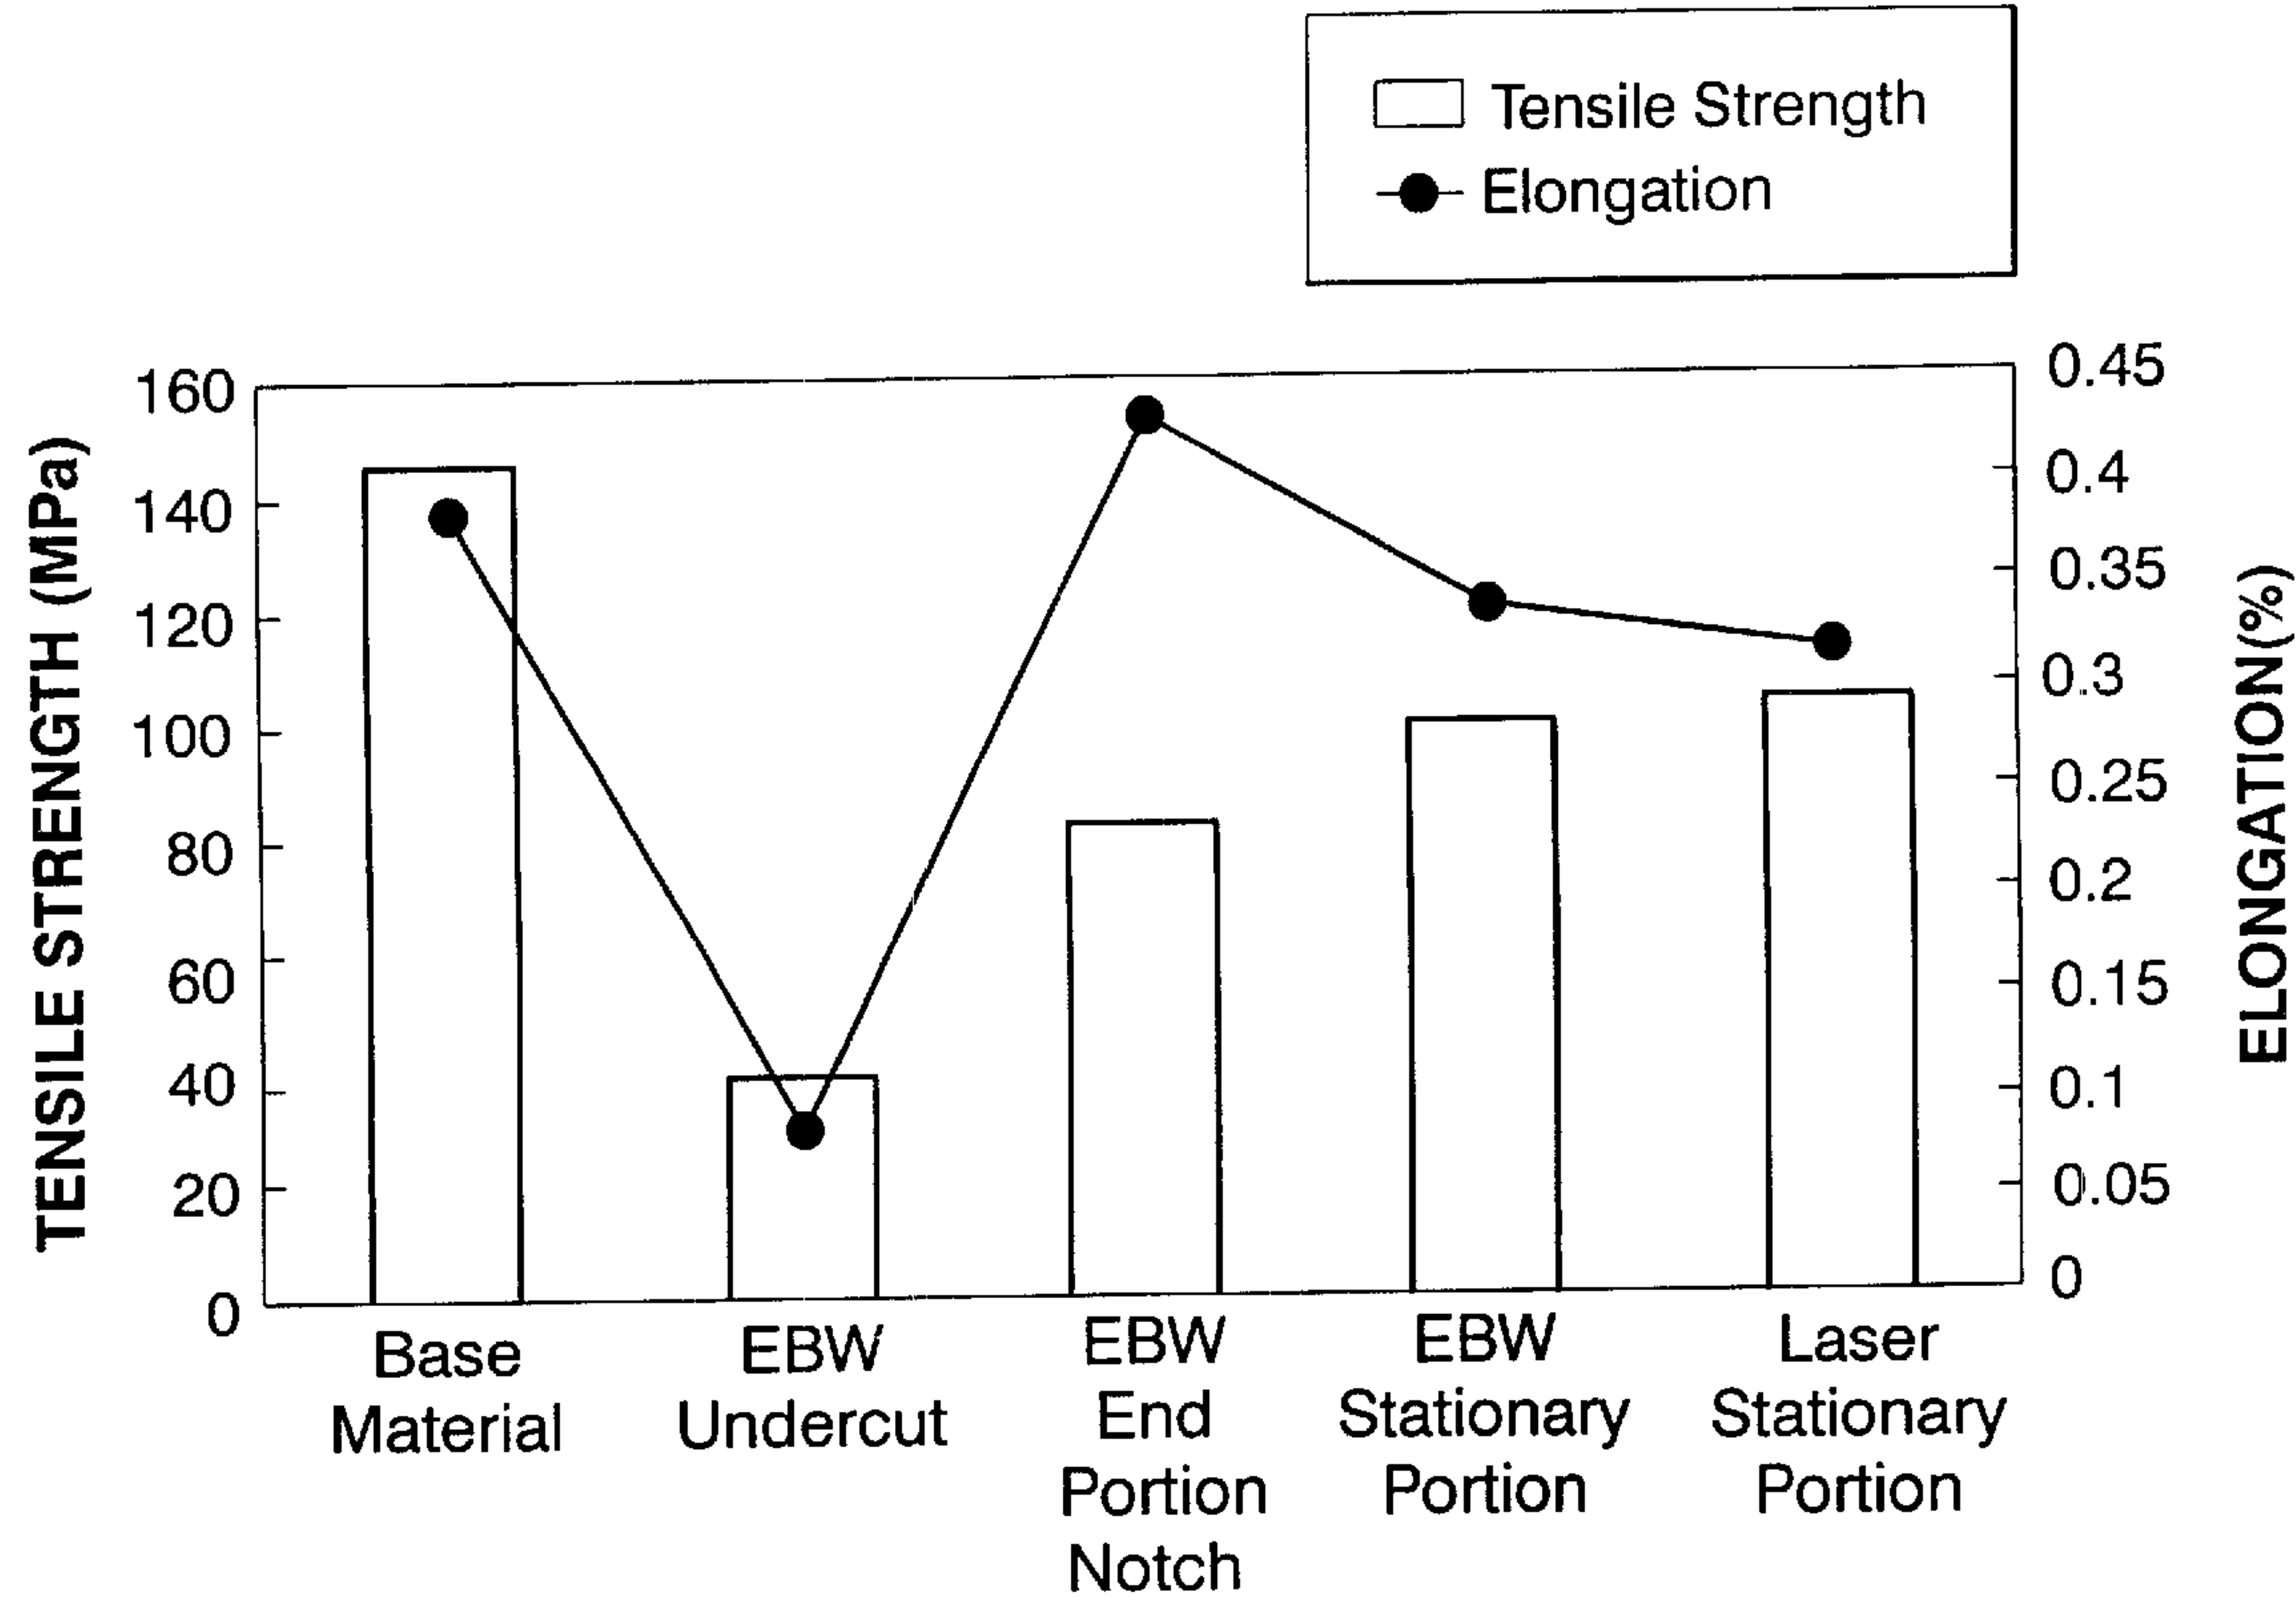 Tensile Strength
Elongation
TENSILE STRENGTH (MPa)
160
140
120
100
80
60
40
20
0
0.45
0.4
0.35
0.3
0.25
0.2
0.15
0.1
0.05
0
ELONGATION(%)
Base
Material
EBW
Undercut
EBW
End
Portion
Notch
EBW
Stationary
Portion
Laser
Stationary
Portion